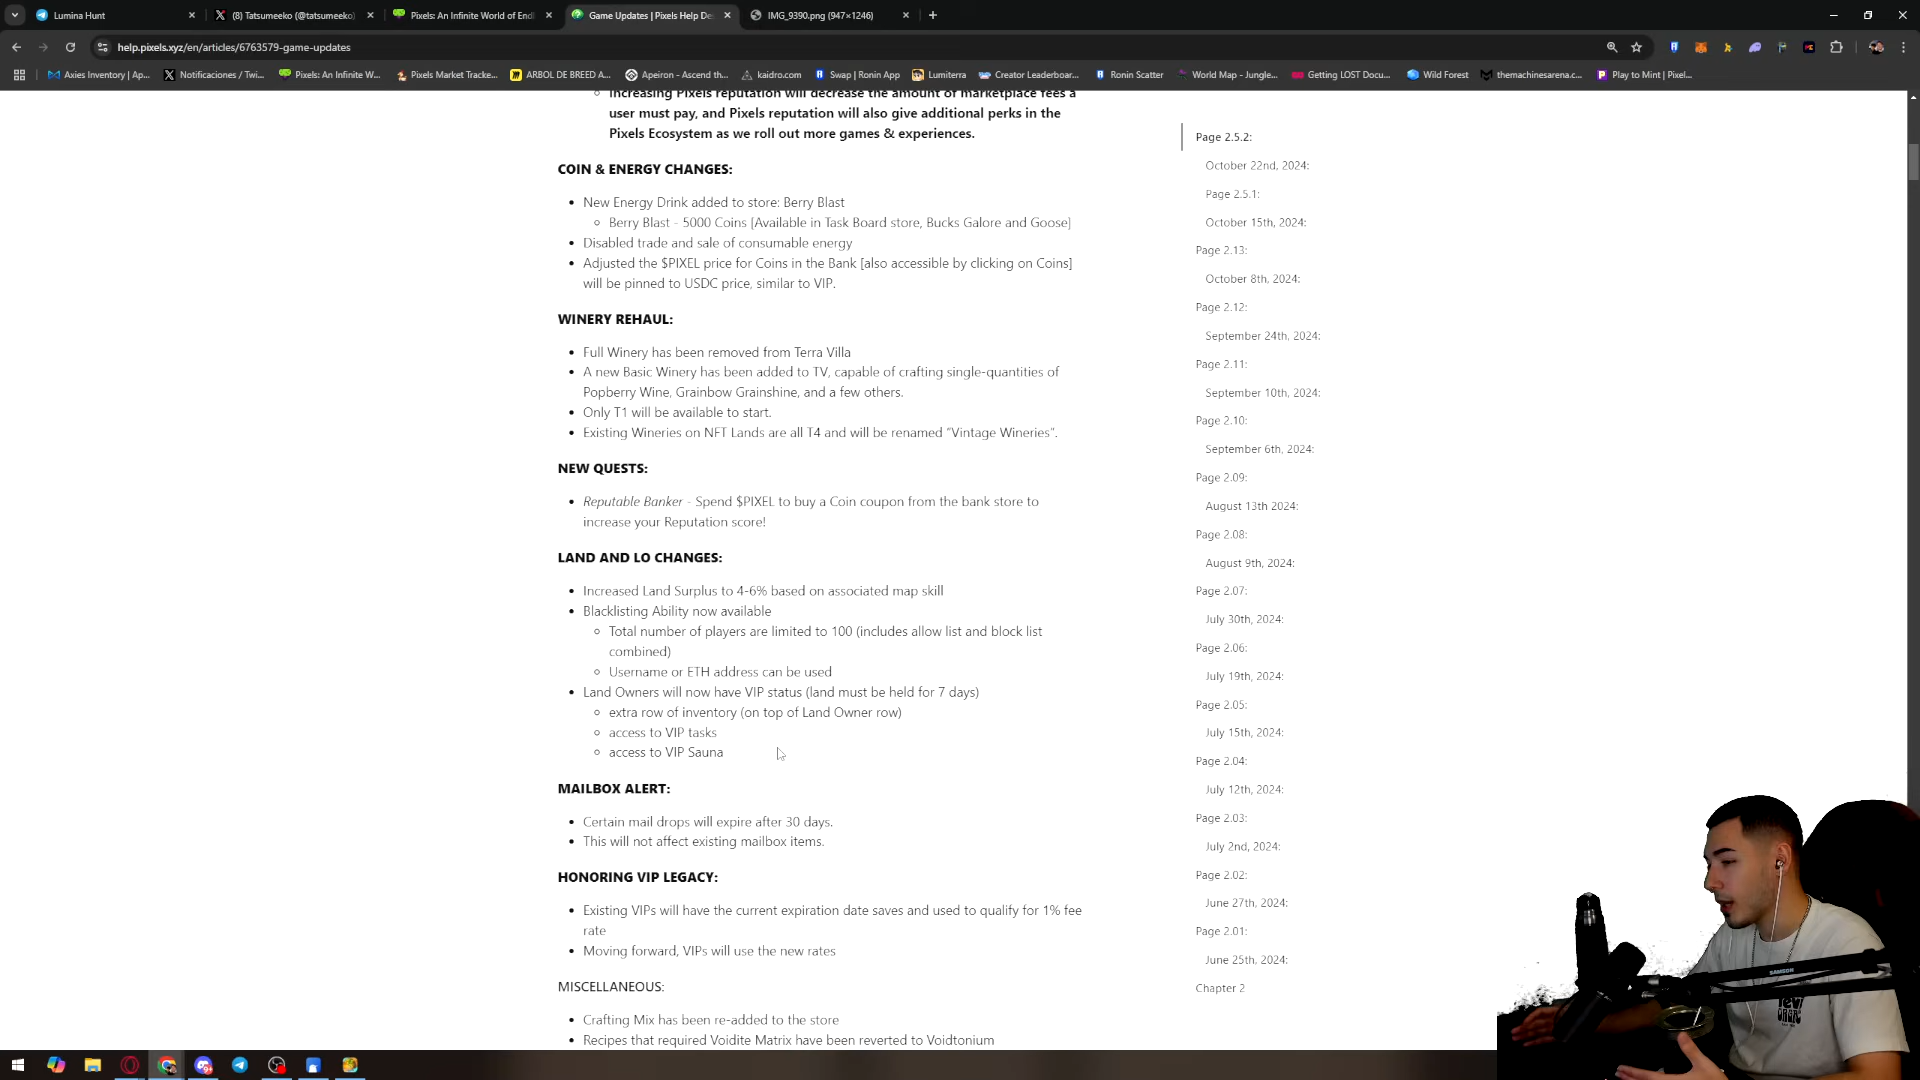 Lumina Hunt
(8) Tatsumeeko (@tatsumeeko)
Pixels: An Infinite World of Endl
Game Updates | Pixels Help De
IMG_9390.png (947×1246)
help.pixels.xyz/en/articles/6763579-game-updates
Axies Inventory | Ap...
Notificaciones / Twi...
Pixels: An Infinite W...
Pixels Market Tracke...
ARBOL DE BREED A...
Apeiron - Ascend th...
kaidro.com
Swap | Ronin App
Lumiterra
Creator Leaderboar...
Ronin Scatter
World Map - Jungle...
Getting LOST Docu...
Wild Forest
themachinesarena.c...
Play to Mint | Pixel...
Increasing Pixels reputation will decrease the amount of marketplace fees a
user must pay, and Pixels reputation will also give additional perks in the
Pixels Ecosystem as we roll out more games & experiences.
COIN & ENERGY CHANGES:
New Energy Drink added to store: Berry Blast
Berry Blast - 5000 Coins [Available in Task Board store, Bucks Galore and Goose]
Disabled trade and sale of consumable energy
Adjusted the $PIXEL price for Coins in the Bank [also accessible by clicking on Coins]
will be pinned to USDC price, similar to VIP.
WINERY REHAUL:
Full Winery has been removed from Terra Villa
A new Basic Winery has been added to TV, capable of crafting single-quantities of
Popberry Wine, Grainbow Grainshine, and a few others.
Only T1 will be available to start.
Existing Wineries on NFT Lands are all T4 and will be renamed “Vintage Wineries”.
NEW QUESTS:
Reputable Banker - Spend $PIXEL to buy a Coin coupon from the bank store to
increase your Reputation score!
LAND AND LO CHANGES:
Increased Land Surplus to 4-6% based on associated map skill
Blacklisting Ability now available
Total number of players are limited to 100 (includes allow list and block list
combined)
Username or ETH address can be used
Land Owners will now have VIP status (land must be held for 7 days)
extra row of inventory (on top of Land Owner row)
access to VIP tasks
access to VIP Sauna
MAILBOX ALERT:
Certain mail drops will expire after 30 days.
This will not affect existing mailbox items.
HONORING VIP LEGACY:
Existing VIPs will have the current expiration date saves and used to qualify for 1% fee
rate
Moving forward, VIPs will use the new rates
MISCELLANEOUS:
Crafting Mix has been re-added to the store
Recipes that required Voidite Matrix have been reverted to Voidtonium
Page 2.5.2:
October 22nd, 2024:
Page 2.5.1:
October 15th, 2024:
Page 2.13:
October 8th, 2024:
Page 2.12:
September 24th, 2024:
Page 2.11:
September 10th, 2024:
Page 2.10:
September 6th, 2024:
Page 2.09:
August 13th 2024:
Page 2.08:
August 9th, 2024:
Page 2.07:
July 30th, 2024:
Page 2.06:
July 19th, 2024:
Page 2.05:
July 15th, 2024:
Page 2.04:
July 12th, 2024:
Page 2.03:
July 2nd, 2024:
Page 2.02:
June 27th, 2024:
Page 2.01:
June 25th, 2024:
Chapter 2
SAMSON